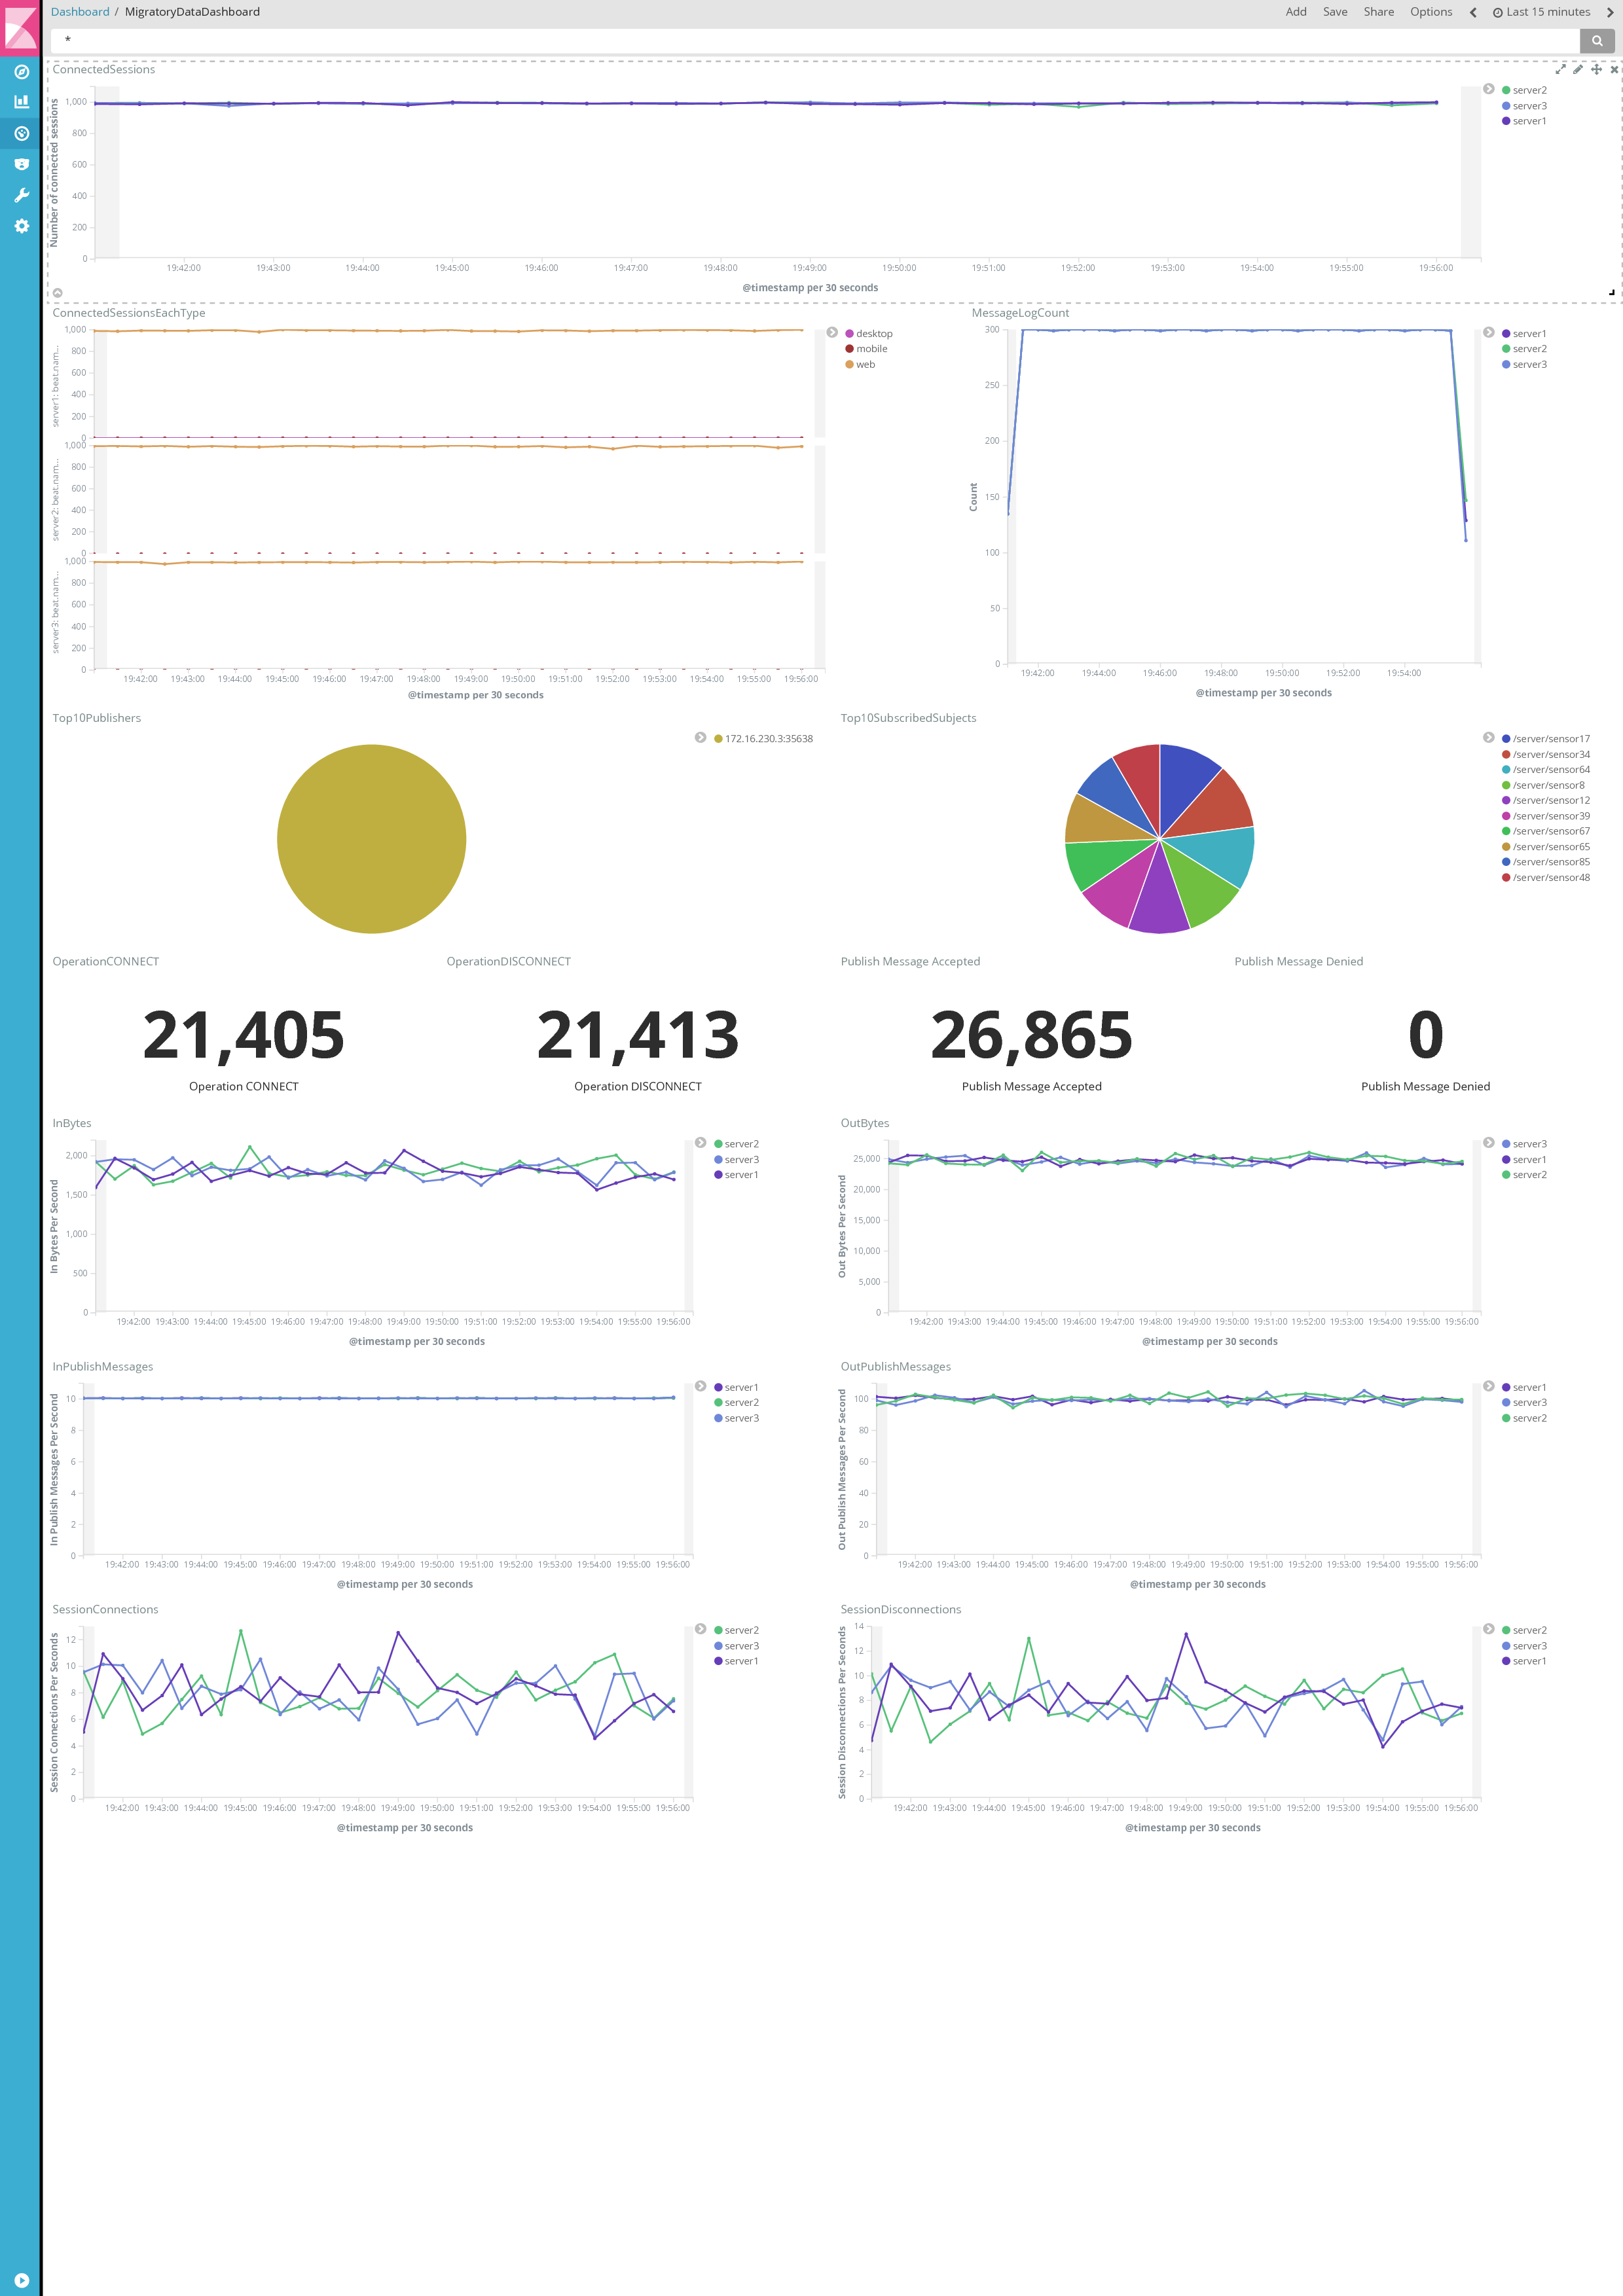 Dashboard / MigratoryDataDashboard
Add Save Share Options Last 15 minutes
*
ConnectedSessions
Number of connected sessions
1,000
800
600
400
200
0
19:42:00 19:43:00 19:44:00 19:45:00 19:46:00 19:47:00 19:48:00 19:49:00 19:50:00 19:51:00 19:52:00 19:53:00 19:54:00 19:55:00 19:56:00
@timestamp per 30 seconds
server2
server3
server1
ConnectedSessionsEachType
server1: beat.nam...
1,000
800
600
400
200
0
server2: beat.nam...
1,000
800
600
400
200
0
server3: beat.nam...
1,000
800
600
400
200
0
19:42:00 19:43:00 19:44:00 19:45:00 19:46:00 19:47:00 19:48:00 19:49:00 19:50:00 19:51:00 19:52:00 19:53:00 19:54:00 19:55:00 19:56:00
@timestamp per 30 seconds
desktop
mobile
web
MessageLogCount
Count
300
250
200
150
100
50
0
19:42:00 19:44:00 19:46:00 19:48:00 19:50:00 19:52:00 19:54:00
@timestamp per 30 seconds
server1
server2
server3
Top10Publishers
172.16.230.3:35638
Top10SubscribedSubjects
/server/sensor17
/server/sensor34
/server/sensor64
/server/sensor8
/server/sensor12
/server/sensor39
/server/sensor67
/server/sensor65
/server/sensor85
/server/sensor48
OperationCONNECT
21,405
Operation CONNECT
OperationDISCONNECT
21,413
Operation DISCONNECT
Publish Message Accepted
26,865
Publish Message Accepted
Publish Message Denied
0
Publish Message Denied
InBytes
In Bytes Per Second
2,000
1,500
1,000
500
0
19:42:00 19:43:00 19:44:00 19:45:00 19:46:00 19:47:00 19:48:00 19:49:00 19:50:00 19:51:00 19:52:00 19:53:00 19:54:00 19:55:00 19:56:00
@timestamp per 30 seconds
server2
server3
server1
OutBytes
Out Bytes Per Second
25,000
20,000
15,000
10,000
5,000
0
19:42:00 19:43:00 19:44:00 19:45:00 19:46:00 19:47:00 19:48:00 19:49:00 19:50:00 19:51:00 19:52:00 19:53:00 19:54:00 19:55:00 19:56:00
@timestamp per 30 seconds
server3
server1
server2
InPublishMessages
In Publish Messages Per Second
10
8
6
4
2
0
19:42:00 19:43:00 19:44:00 19:45:00 19:46:00 19:47:00 19:48:00 19:49:00 19:50:00 19:51:00 19:52:00 19:53:00 19:54:00 19:55:00 19:56:00
@timestamp per 30 seconds
server1
server2
server3
OutPublishMessages
Out Publish Messages Per Second
100
80
60
40
20
0
19:42:00 19:43:00 19:44:00 19:45:00 19:46:00 19:47:00 19:48:00 19:49:00 19:50:00 19:51:00 19:52:00 19:53:00 19:54:00 19:55:00 19:56:00
@timestamp per 30 seconds
server1
server3
server2
SessionConnections
Session Connections Per Seconds
12
10
8
6
4
2
0
19:42:00 19:43:00 19:44:00 19:45:00 19:46:00 19:47:00 19:48:00 19:49:00 19:50:00 19:51:00 19:52:00 19:53:00 19:54:00 19:55:00 19:56:00
@timestamp per 30 seconds
server2
server3
server1
SessionDisconnections
Session Disconnections Per Seconds
14
12
10
8
6
4
2
0
19:42:00 19:43:00 19:44:00 19:45:00 19:46:00 19:47:00 19:48:00 19:49:00 19:50:00 19:51:00 19:52:00 19:53:00 19:54:00 19:55:00 19:56:00
@timestamp per 30 seconds
server2
server3
server1